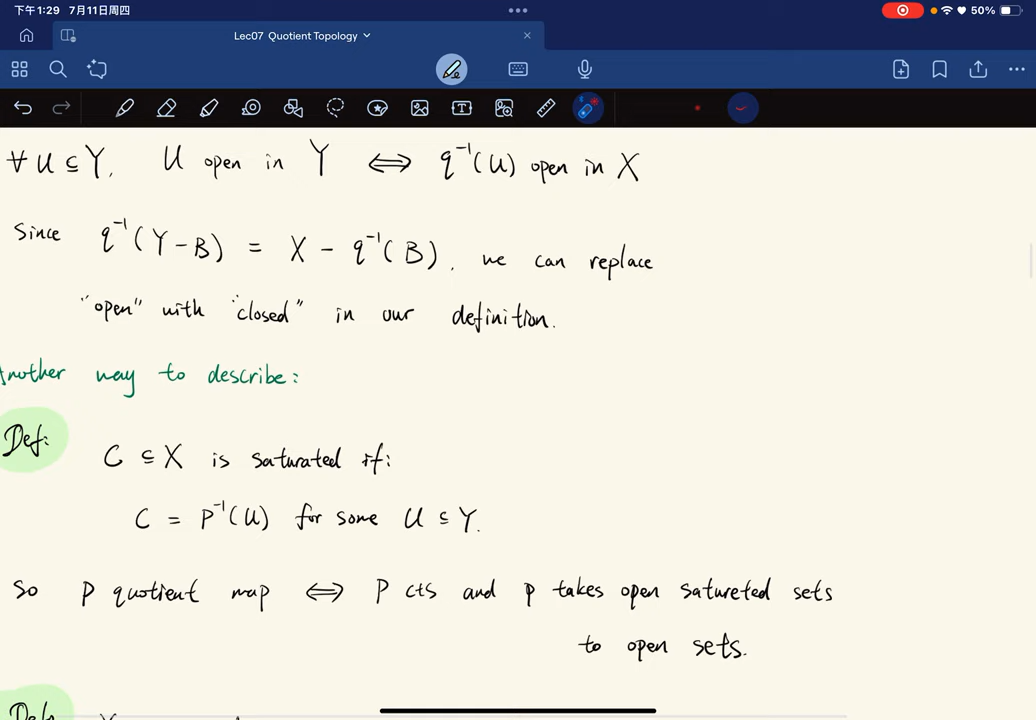 下午1:29 7月11日周四
50%
Lec07 Quotient Topology
∀ U ⊆ Y, U open in Y ⟺ q⁻¹(U) open in X
Since q⁻¹(Y-B) = X - q⁻¹(B), we can replace
"open" with "closed" in our definition.
Another way to describe:
Def:
C ⊆ X is saturated if:
C = P⁻¹(U) for some U ⊆ Y.
So P quotient map ⟺ P cts and p takes open satureted sets
to open sets.